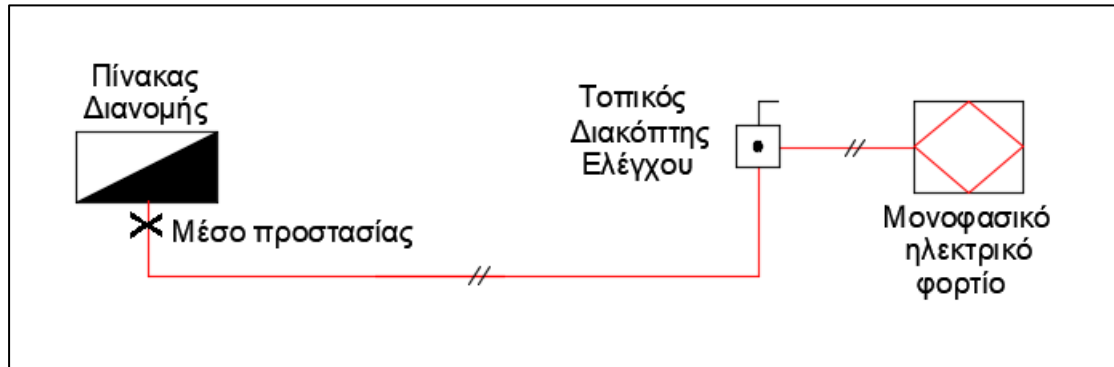 Πίνακας
Διανομής
Μέσο προστασίας
Τοπικός
Διακόπτης
Ελέγχου
Μονοφασικό
ηλεκτρικό
φορτίο